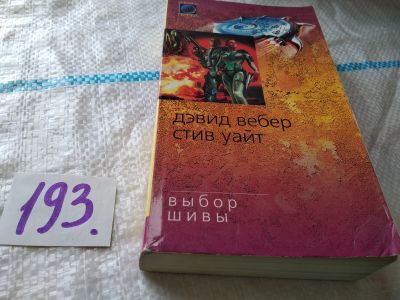 дэвид вебер
стив уайт
выбор
шивы
193.